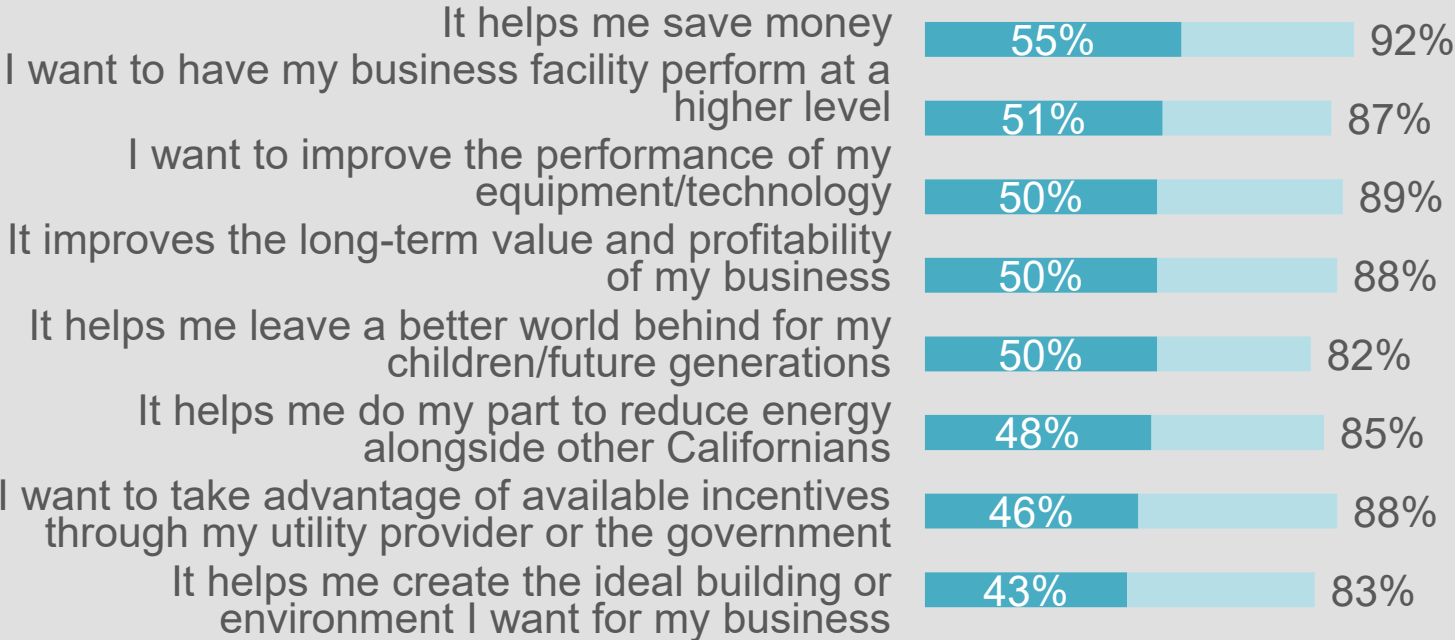 It helps me save money 55% 92%
I want to have my business facility perform at a
higher level 51% 87%
I want to improve the performance of my
equipment/technology 50% 89%
It improves the long-term value and profitability
of my business 50% 88%
It helps me leave a better world behind for my
children/future generations 50% 82%
It helps me do my part to reduce energy
alongside other Californians 48% 85%
I want to take advantage of available incentives
through my utility provider or the government 46% 88%
It helps me create the ideal building or
environment I want for my business 43% 83%